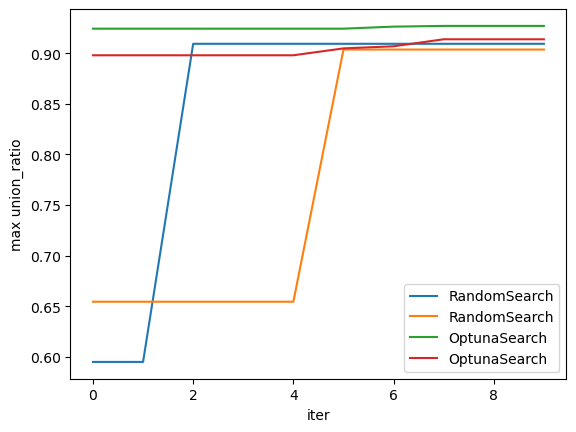 max union_ratio
0.90
0.85
0.80
0.75
0.70
0.65
0.60
0
2
4
6
8
iter
RandomSearch
RandomSearch
OptunaSearch
OptunaSearch